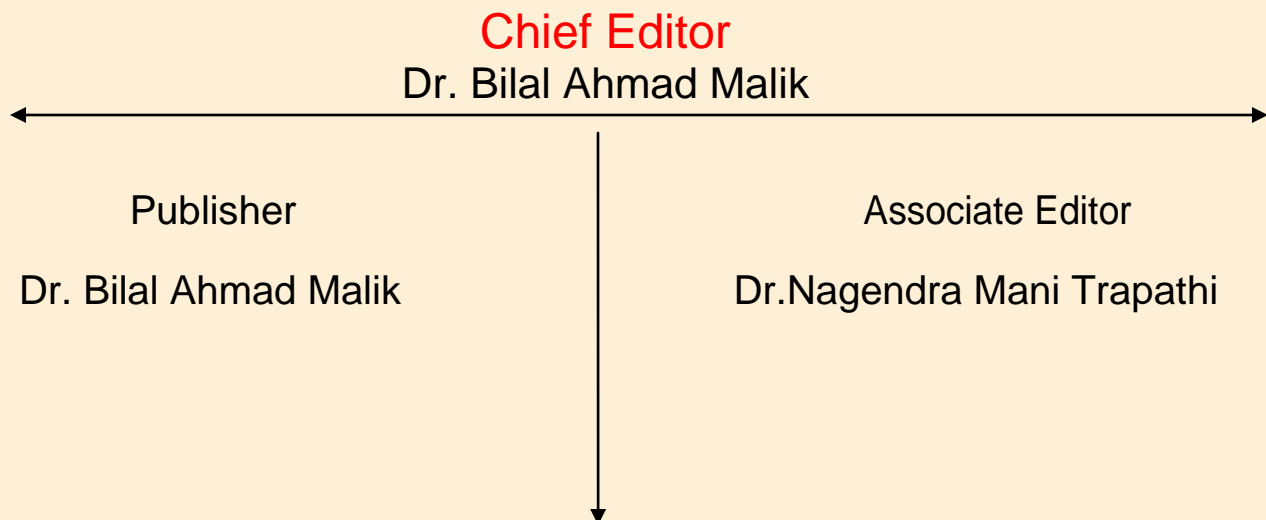 Chief Editor
Dr. Bilal Ahmad Malik
Publisher
Associate Editor
Dr. Bilal Ahmad Malik
Dr.Nagendra Mani Trapathi